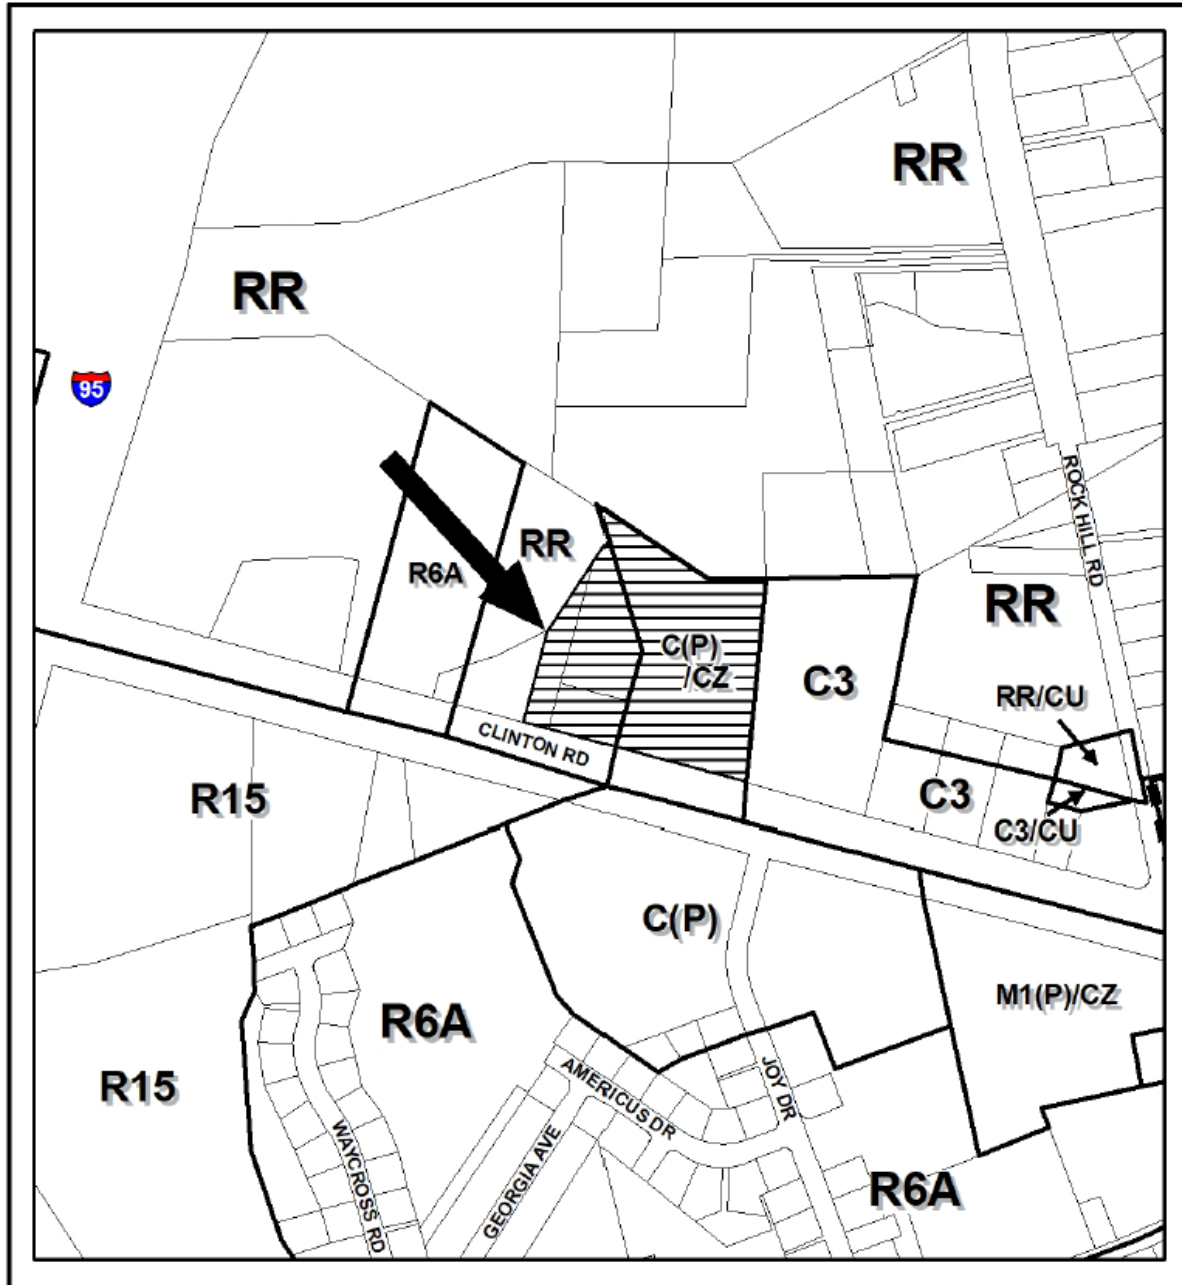 RR
RR
95
ROCK HILL RD
RR
R6A
RR
C(P)
/CZ
C3
RR/CU
CLINTON RD
R15
C3
C3/CU
C(P)
M1(P)/CZ
R6A
R15
AMERICUS DR
JOY DR
WAYCROSS RD
GEORGIA AVE
R6A